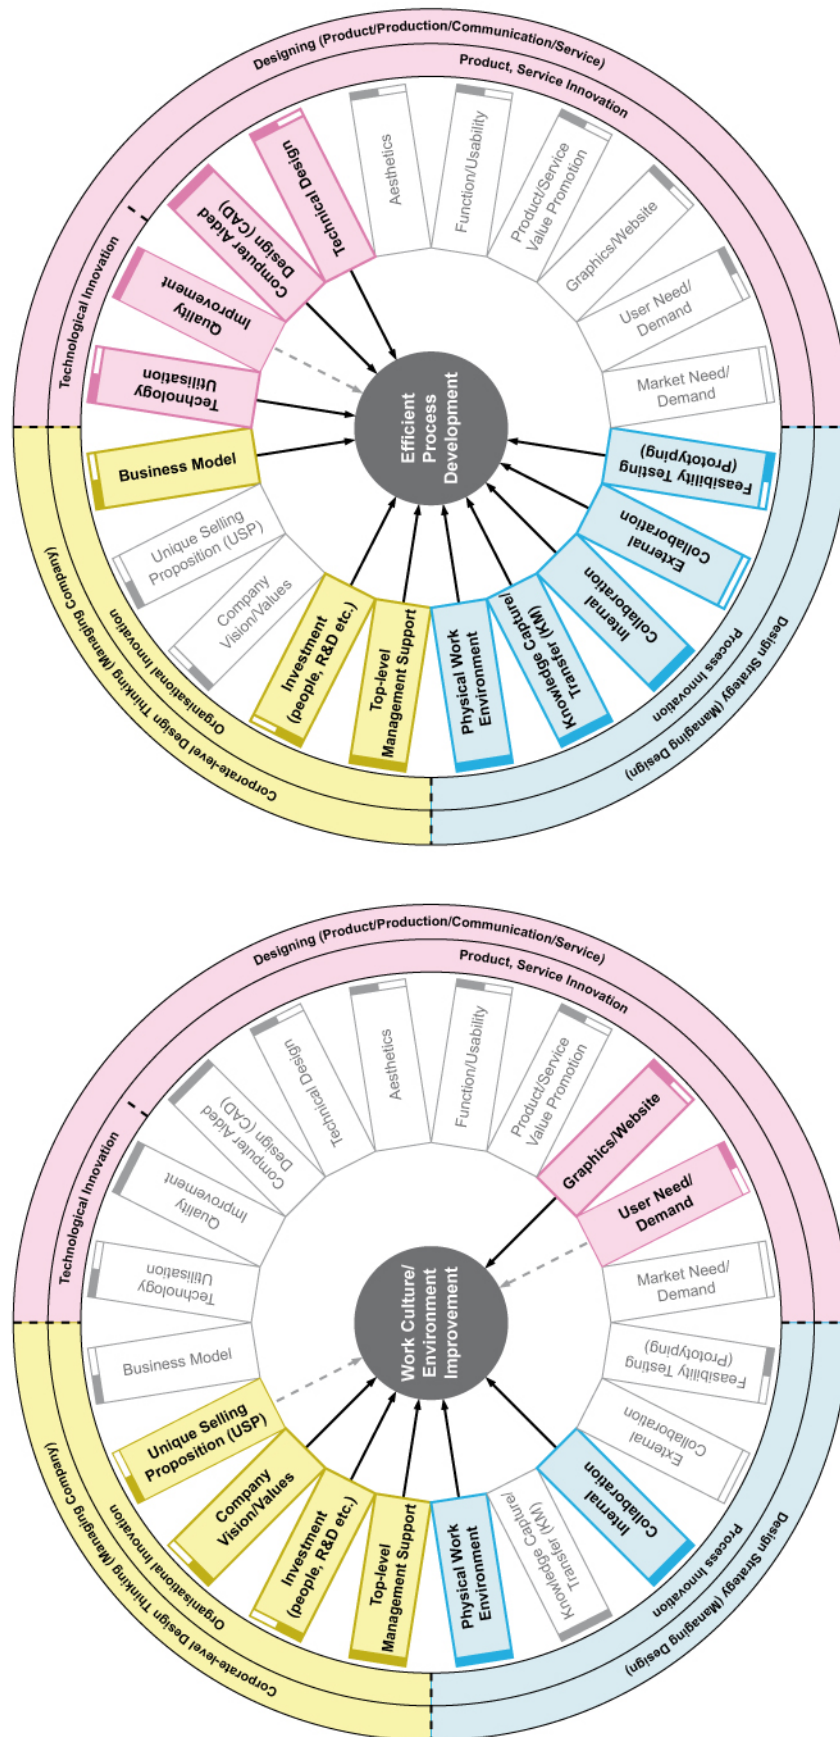 Designing (Product/Production/Communication/Service)
Product, Service Innovation
Technological Innovation
Technology
Utilisation
Quality
Improvement
Computer Aided
Design (CAD)
Technical Design
Aesthetics
Function/Usability
Product/Service
Value Promotion
Graphics/Website
User Need/
Demand
Market Need/
Demand
Feasibility Testing
(Prototyping)
External
Collaboration
Internal
Collaboration
Knowledge Capture/
Transfer (KM)
Physical Work
Environment
Design Strategy (Managing Design)
Process Innovation
Top-level
Management Support
Investment
(people, R&D etc.)
Company
Vision/Values
Unique Selling
Proposition (USP)
Business Model
Organisational Innovation
Corporate-level Design Thinking (Managing Company)
Efficient
Process
Development
Designing (Product/Production/Communication/Service)
Product, Service Innovation
Technological Innovation
Technology
Utilisation
Quality
Improvement
Computer Aided
Design (CAD)
Technical Design
Aesthetics
Function/Usability
Product/Service
Value Promotion
Graphics/Website
User Need/
Demand
Market Need/
Demand
Feasibility Testing
(Prototyping)
External
Collaboration
Internal
Collaboration
Knowledge Capture/
Transfer (KM)
Physical Work
Environment
Design Strategy (Managing Design)
Process Innovation
Top-level
Management Support
Investment
(people, R&D etc.)
Company
Vision/Values
Unique Selling
Proposition (USP)
Business Model
Organisational Innovation
Corporate-level Design Thinking (Managing Company)
Work Culture/
Environment
Improvement